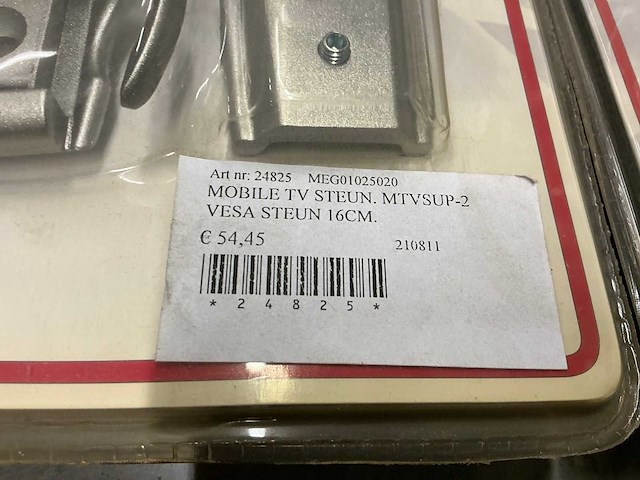 Art nr: 24825 MEG01025020
MOBILE TV STEUN. MTVSUP-2
VESA STEUN 16CM.
€ 54,45 210811
* 2 4 8 2 5 *